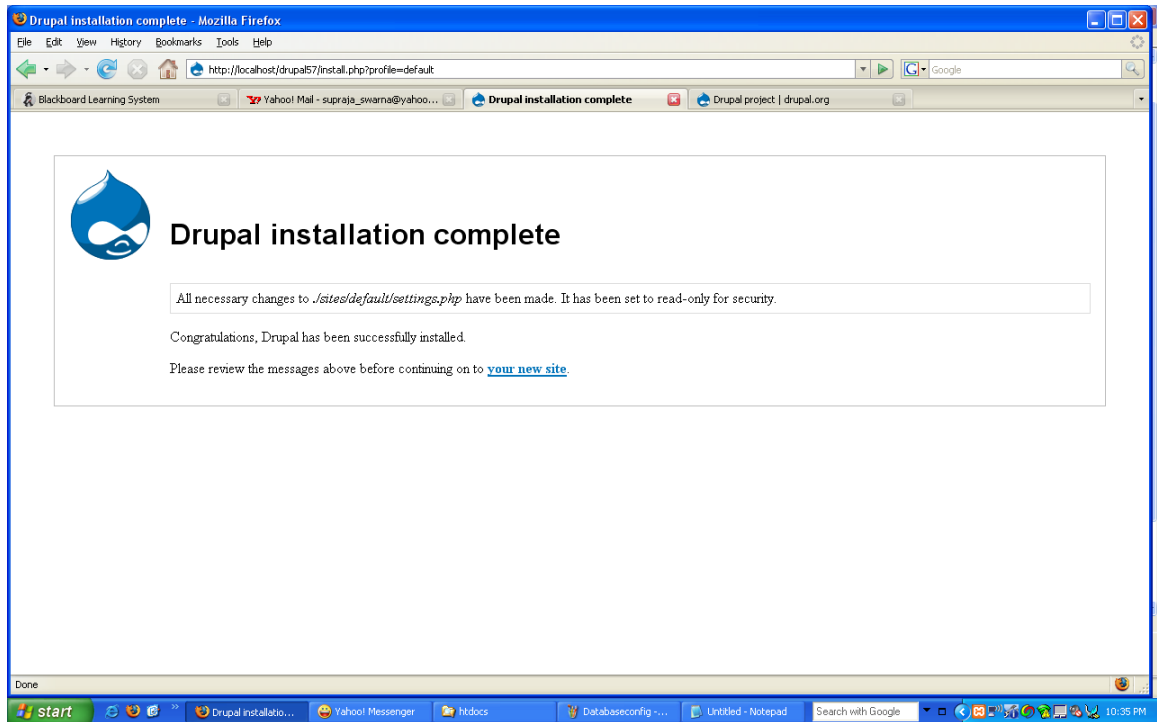 Drupal installation complete - Mozilla Firefox
File Edit View History Bookmarks Tools Help
http://localhost/drupal57/install.php?profile=default
G Google
Blackboard Learning System
Yahoo! Mail - supraja_swarna@yahoo...
Drupal installation complete
Drupal project | drupal.org
Drupal installation complete
All necessary changes to ./sites/default/settings.php have been made. It has been set to read-only for security.
Congratulations, Drupal has been successfully installed.
Please review the messages above before continuing on to your new site.
Done
start
Drupal installatio...
Yahoo! Messenger
htdocs
Databaseconfig -...
Untitled - Notepad
Search with Google
10:35 PM